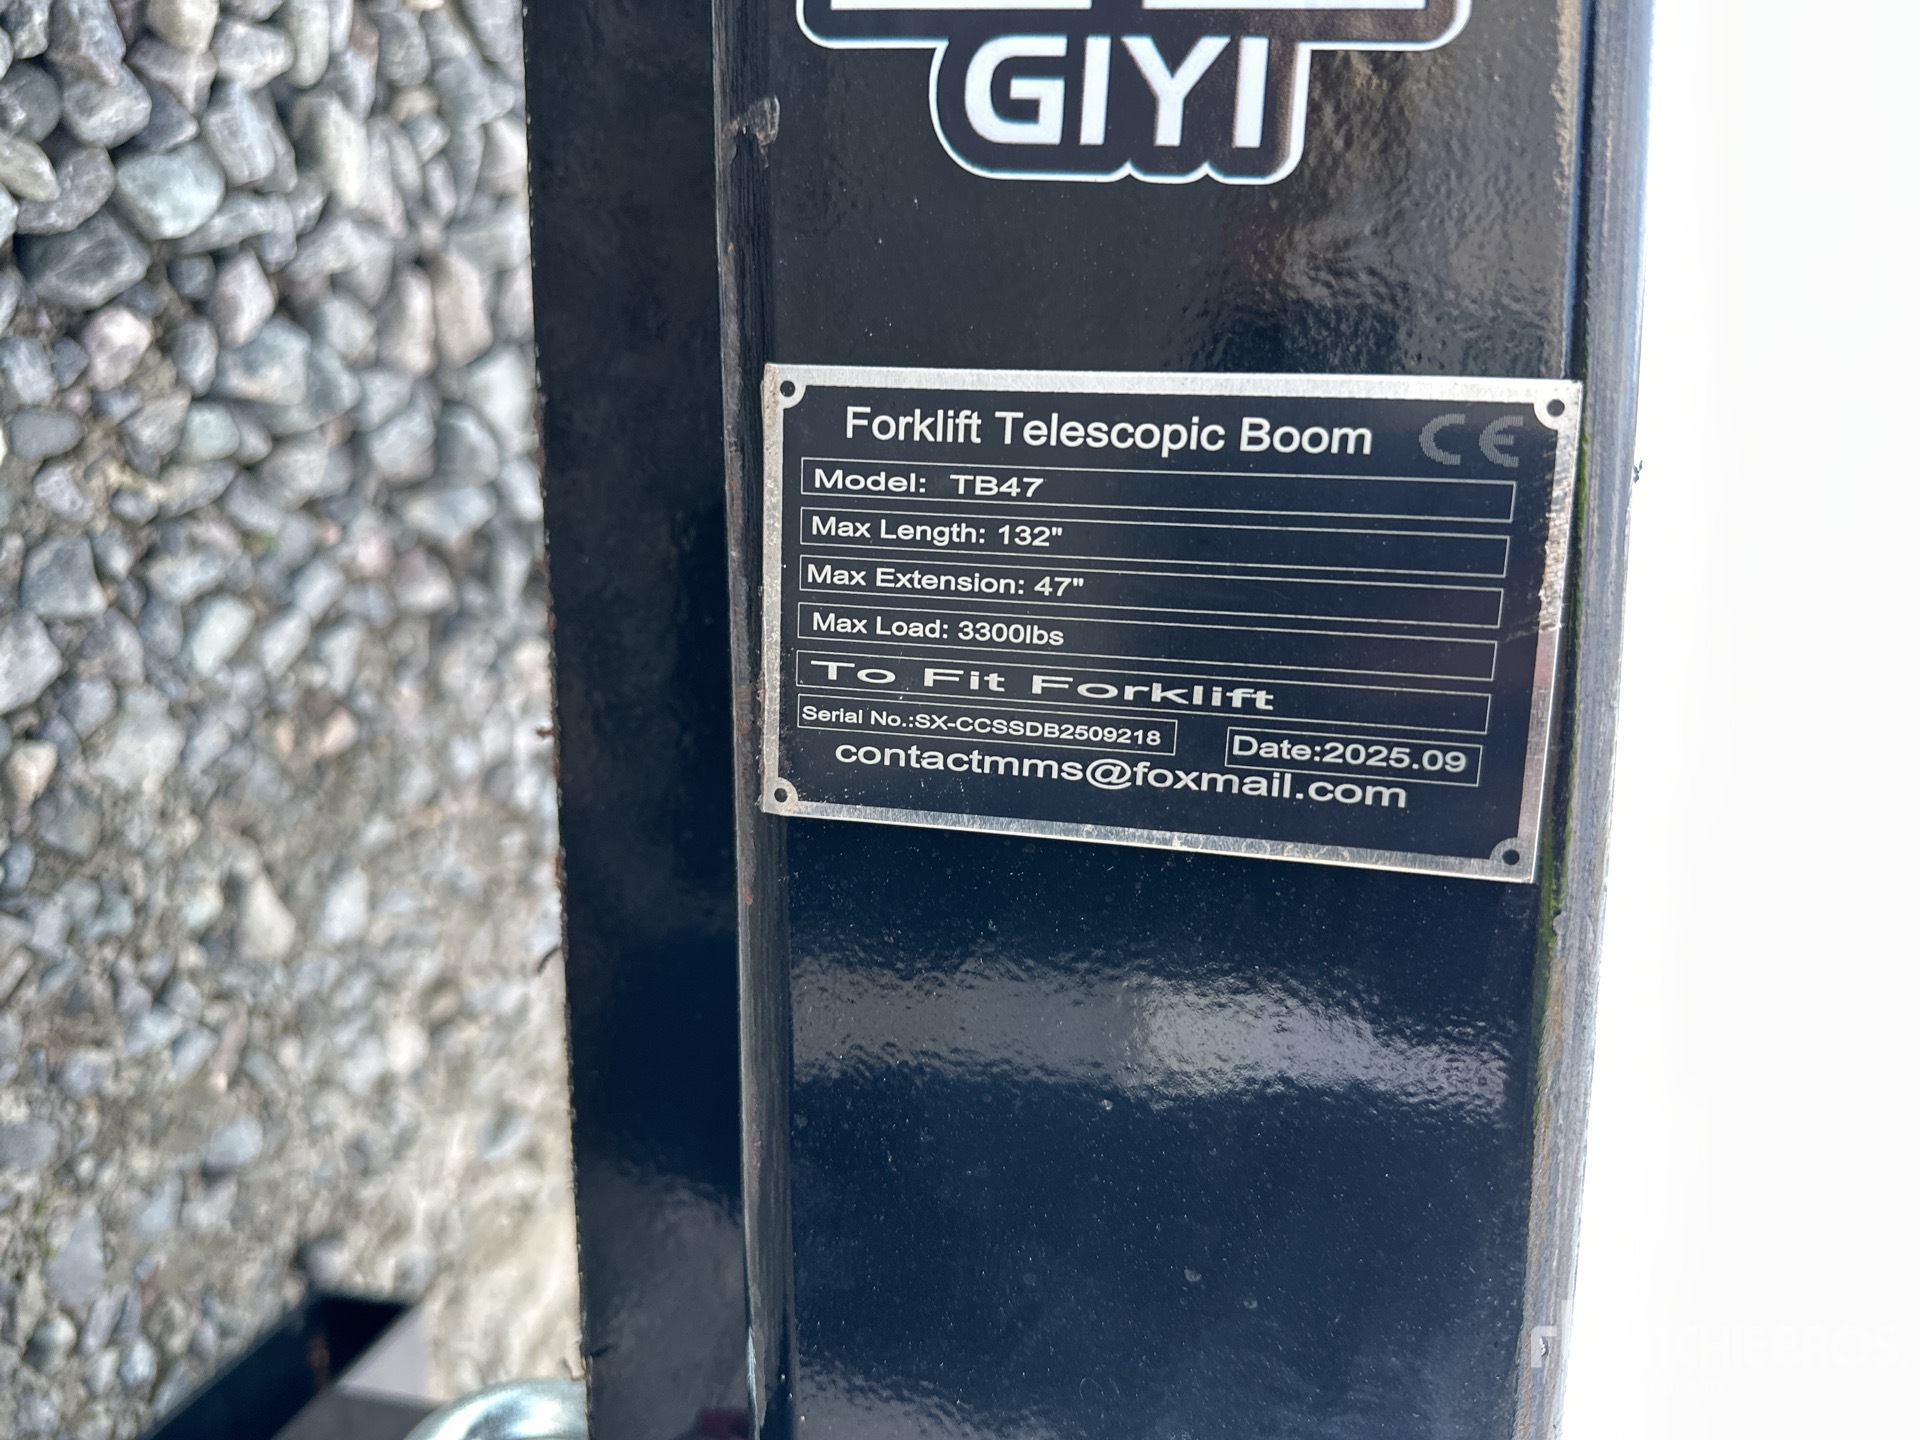 GIYI
Forklift Telescopic Boom CE
Model: TB47
Max Length: 132"
Max Extension: 47"
Max Load: 3300lbs
To Fit Forklift
Serial No.:SX-CCSSDB2509218
Date:2025.09
contactmms@foxmail.com
BROS.